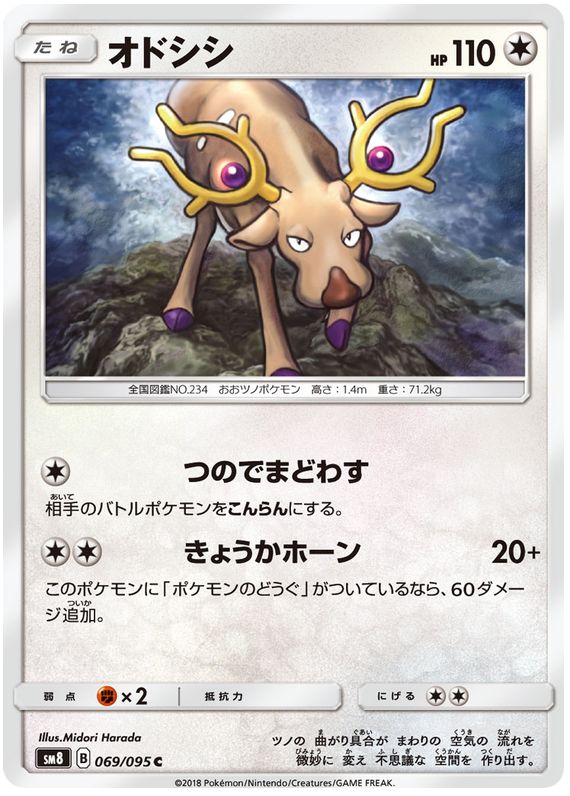 たね オドシシ HP 110
全国図鑑NO.234 おおツノポケモン 高さ：1.4m 重さ：71.2kg
つのでまどわす
相手のバトルポケモンをこんらんにする。
きょうかホーン 20+
このポケモンに「ポケモンのどうぐ」がついているなら、60ダメー
ジ追加。
弱点 ×2 抵抗力 にげる
Illus.Midori Harada
SM8 B 069/095 C
ツノの 曲がり具合が まわりの 空気の 流れを
微妙に 変え 不思議な 空間を 作り出す。
©2018 Pokémon/Nintendo/Creatures/GAME FREAK.